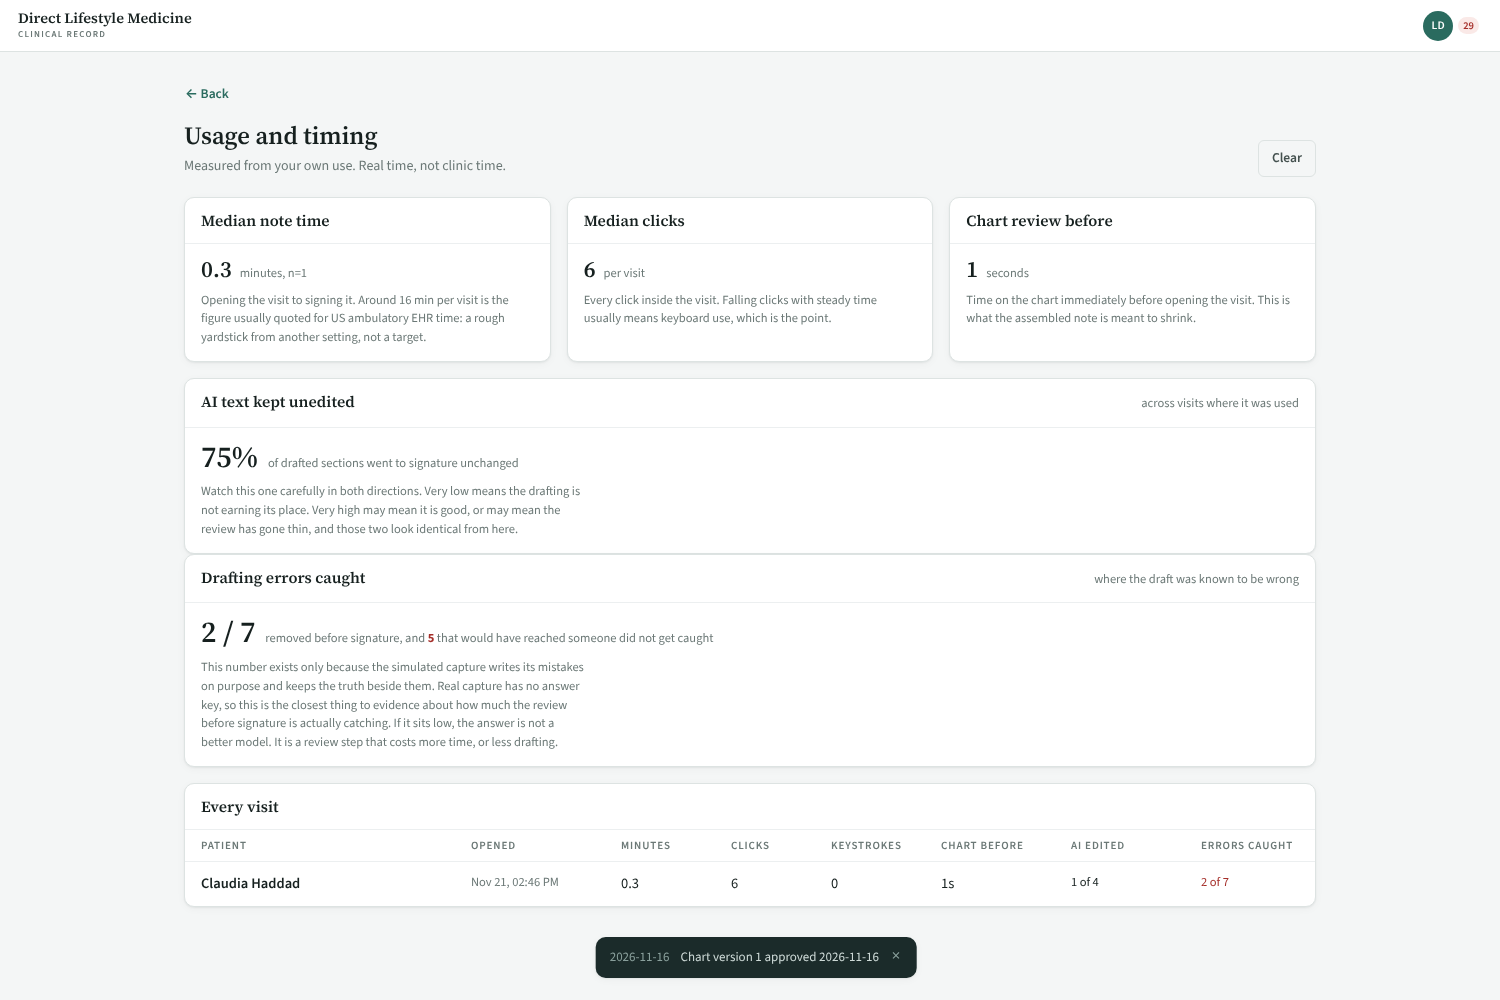 Direct Lifestyle Medicine
CLINICAL RECORD
LD
29
← Back
Usage and timing
Measured from your own use. Real time, not clinic time.
Clear
Median note time
0.3 minutes, n=1
Opening the visit to signing it. Around 16 min per visit is the
figure usually quoted for US ambulatory EHR time: a rough
yardstick from another setting, not a target.
Median clicks
6 per visit
Every click inside the visit. Falling clicks with steady time
usually means keyboard use, which is the point.
Chart review before
1 seconds
Time on the chart immediately before opening the visit. This is
what the assembled note is meant to shrink.
AI text kept unedited
across visits where it was used
75% of drafted sections went to signature unchanged
Watch this one carefully in both directions. Very low means the drafting is
not earning its place. Very high may mean it is good, or may mean the
review has gone thin, and those two look identical from here.
Drafting errors caught
where the draft was known to be wrong
2 / 7 removed before signature, and 5 that would have reached someone did not get caught
This number exists only because the simulated capture writes its mistakes
on purpose and keeps the truth beside them. Real capture has no answer
key, so this is the closest thing to evidence about how much the review
before signature is actually catching. If it sits low, the answer is not a
better model. It is a review step that costs more time, or less drafting.
Every visit
PATIENT OPENED MINUTES CLICKS KEYSTROKES CHART BEFORE AI EDITED ERRORS CAUGHT
Claudia Haddad Nov 21, 02:46 PM 0.3 6 0 1s 1 of 4 2 of 7
2026-11-16 Chart version 1 approved 2026-11-16 ×